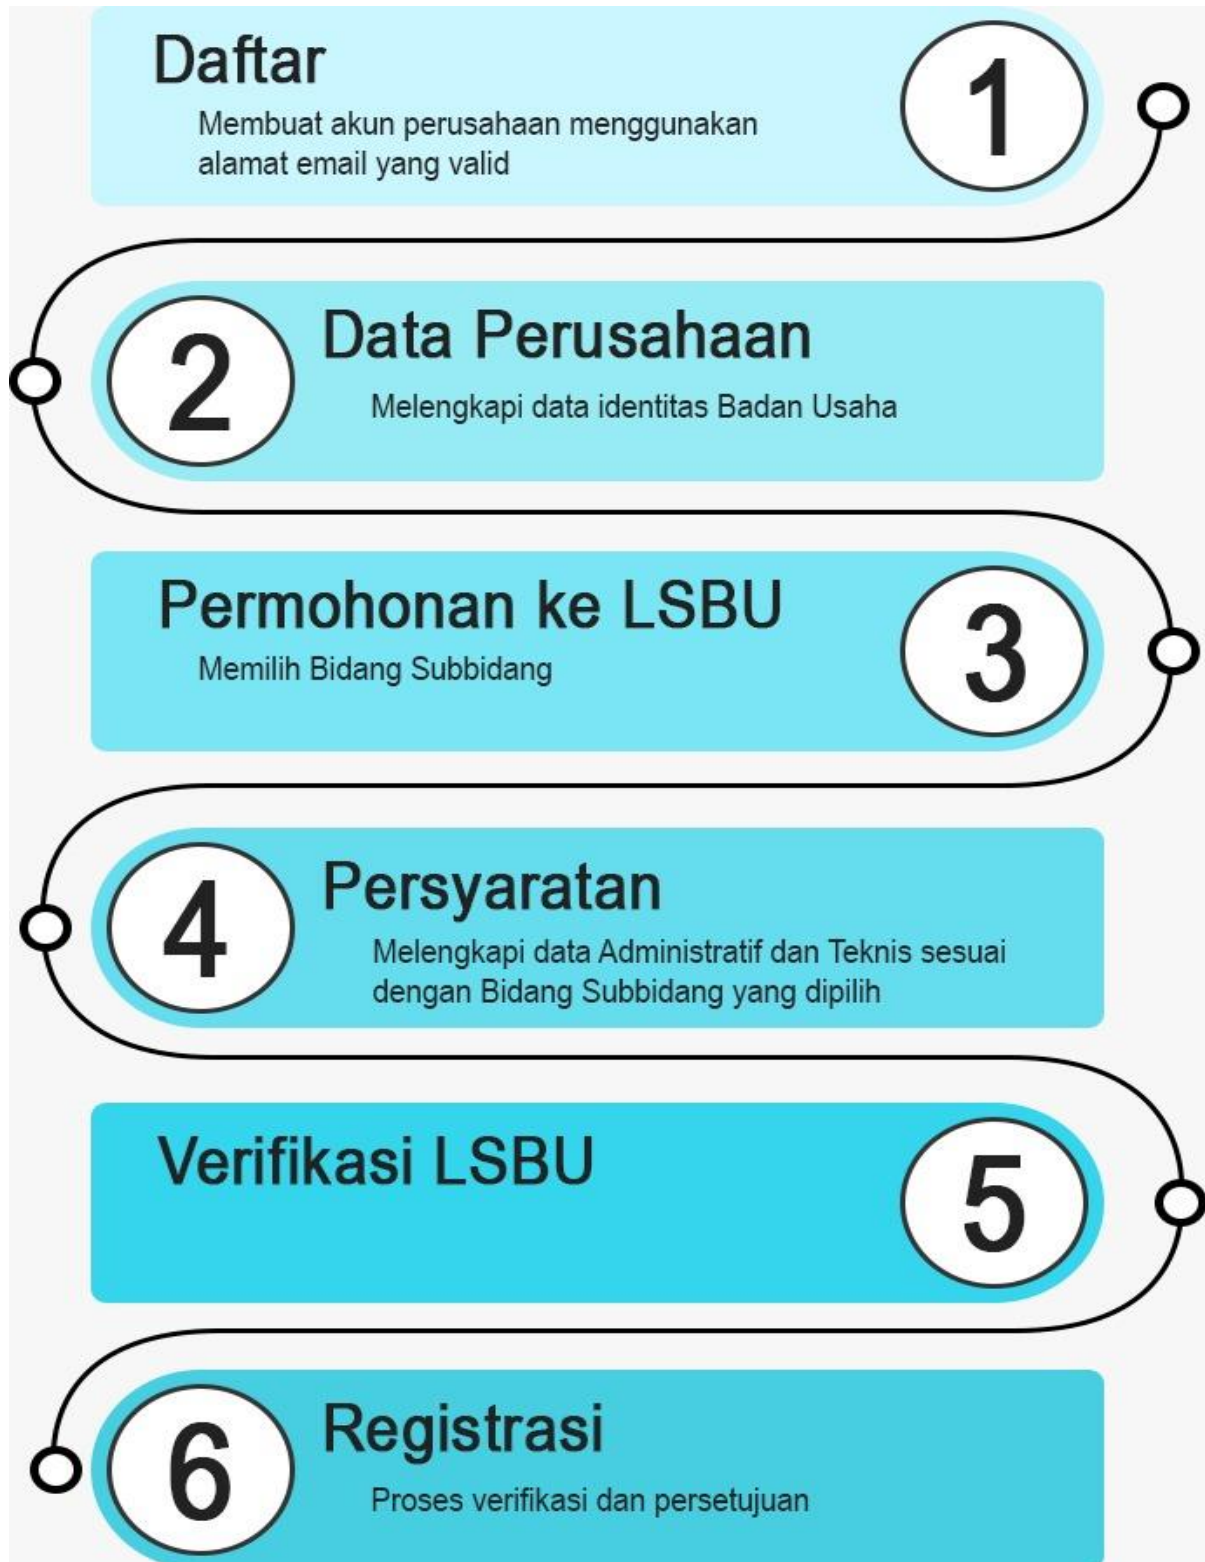 Daftar
1
Membuat akun perusahaan menggunakan
alamat email yang valid
2
Data Perusahaan
Melengkapi data identitas Badan Usaha
Permohonan ke LSBU
3
Memilih Bidang Subbidang
4
Persyaratan
Melengkapi data Administratif dan Teknis sesuai
dengan Bidang Subbidang yang dipilih
Verifikasi LSBU
5
6
Registrasi
Proses verifikasi dan persetujuan